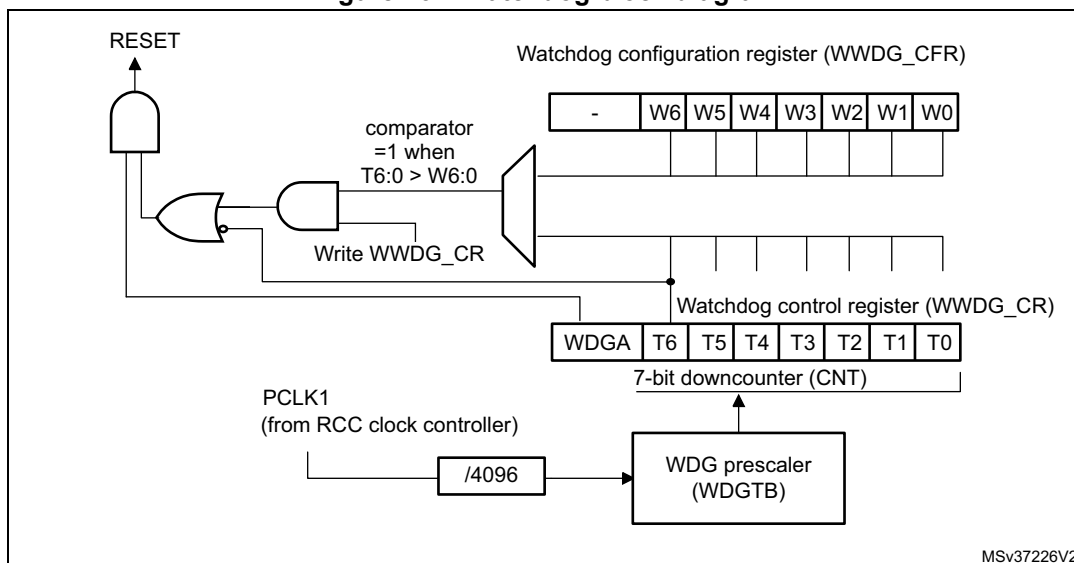 RESET
Watchdog configuration register (WWDG_CFR)
- W6 W5 W4 W3 W2 W1 W0
comparator
=1 when
T6:0 > W6:0
Write WWDG_CR
Watchdog control register (WWDG_CR)
WDGA T6 T5 T4 T3 T2 T1 T0
7-bit downcounter (CNT)
PCLK1
(from RCC clock controller)
/4096
WDG prescaler
(WDGTB)
MSv37226V2